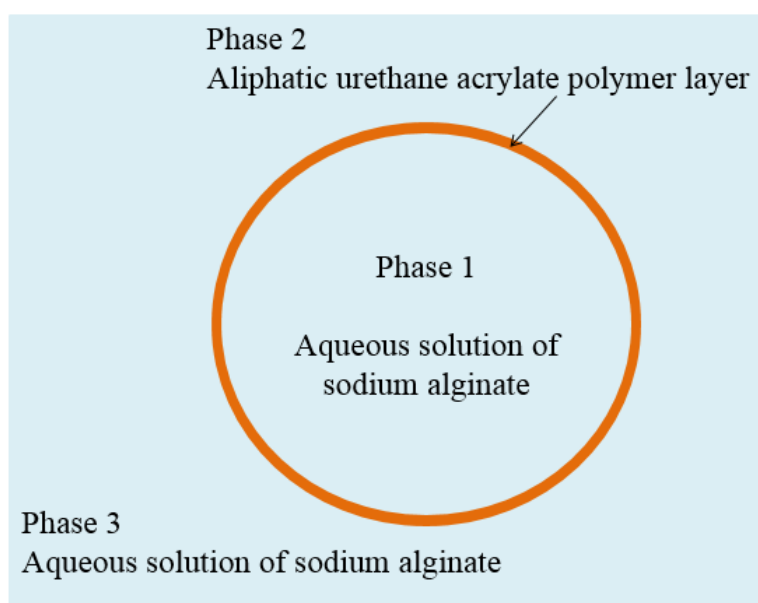 Phase 2
Aliphatic urethane acrylate polymer layer
Phase 1
Aqueous solution of
sodium alginate
Phase 3
Aqueous solution of sodium alginate